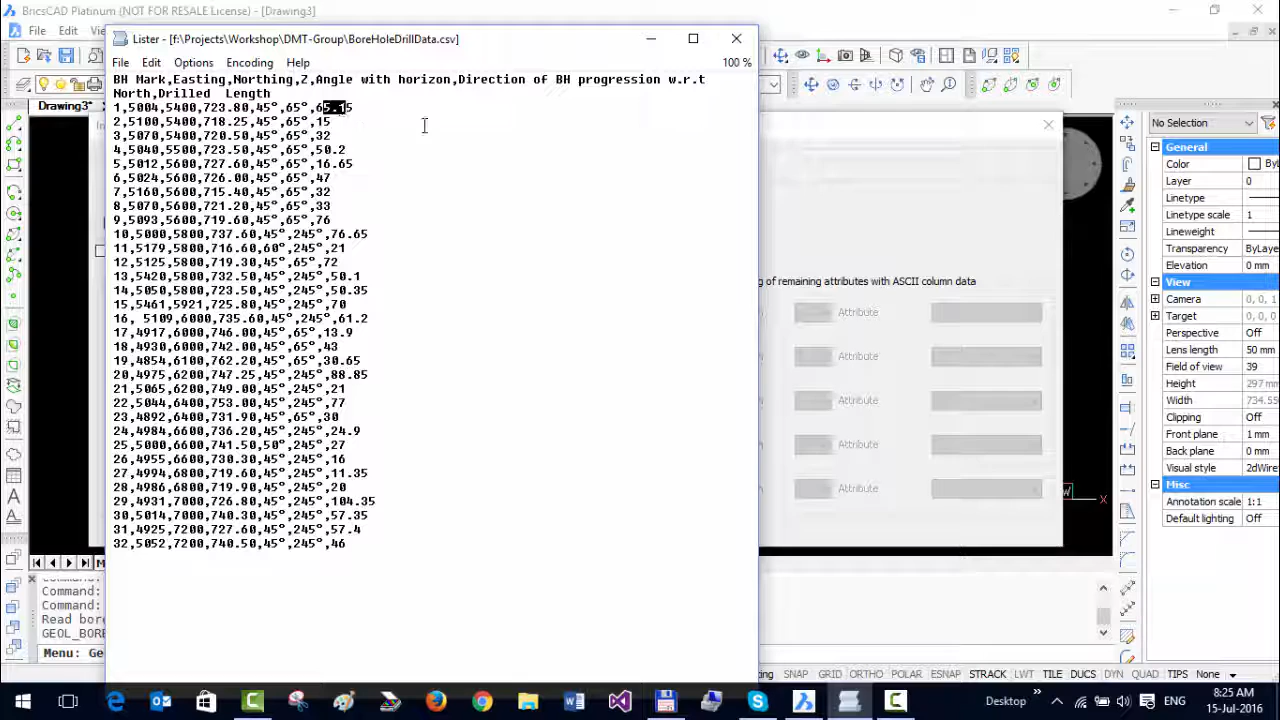 BricsCAD Platinum (NOT FOR RESALE License) - [Drawing3]
File Edit
Lister - [f:\Projects\Workshop\DMT-Group\BoreHoleDrillData.csv]
File Edit Options Encoding Help 100 %
BH Mark,Easting,Northing,Z,Angle with horizon,Direction of BH progression w.r.t
North,Drilled Length
1,5004,5400,723.80,45°,65°,65.15
2,5100,5400,718.25,45°,65°,15
3,5070,5400,720.50,45°,65°,32
4,5040,5500,723.50,45°,65°,50.2
5,5012,5600,727.60,45°,65°,16.65
6,5024,5600,726.00,45°,65°,47
7,5160,5600,715.40,45°,65°,32
8,5070,5600,721.20,45°,65°,33
9,5093,5600,719.60,45°,65°,76
10,5000,5800,737.60,45°,245°,76.65
11,5179,5800,716.60,60°,245°,21
12,5125,5800,719.30,45°,65°,72
13,5420,5800,732.50,45°,245°,50.1
14,5050,5800,723.50,45°,245°,50.35
15,5461,5921,725.80,45°,245°,70
16, 5109,6000,735.60,45°,245°,61.2
17,4917,6000,746.00,45°,65°,13.9
18,4930,6000,742.00,45°,65°,43
19,4854,6100,762.20,45°,65°,30.65
20,4975,6200,747.25,45°,245°,88.85
21,5065,6200,749.00,45°,245°,21
22,5044,6400,753.00,45°,245°,77
23,4892,6400,731.90,45°,65°,30
24,4984,6600,736.20,45°,245°,24.9
25,5000,6600,741.50,50°,245°,27
26,4955,6600,730.30,45°,245°,16
27,4994,6800,719.60,45°,245°,11.35
28,4986,6800,719.90,45°,245°,20
29,4931,7000,726.80,45°,245°,104.35
30,5014,7000,740.30,45°,245°,57.35
31,4925,7200,727.60,45°,245°,57.4
32,5052,7200,740.50,45°,245°,46
Drawing3*
g of remaining attributes with ASCII column data
Attribute
Attribute
Attribute
Attribute
Attribute
W X
No Selection
General
Color
Layer 0
Linetype
Linetype scale 1
Lineweight
Transparency ByLaye
Elevation 0 mm
View
Camera 0, 0, 1
Target 0, 0, 0
Perspective Off
Lens length 50 mm
Field of view 39
Height 297 mm
Width 734.55
Clipping Off
Front plane 1 mm
Back plane 0 mm
Visual style 2dWire
Misc
Annotation scale 1:1
Default lighting Off
Command:
Command:
Read bore
GEOL_BORE
Menu: Ge
SNAP GRID ORTHO POLAR ESNAP STRACK LWT TILE DUCS DYN QUAD TIPS None
Desktop ENG 8:25 AM
15-Jul-2016